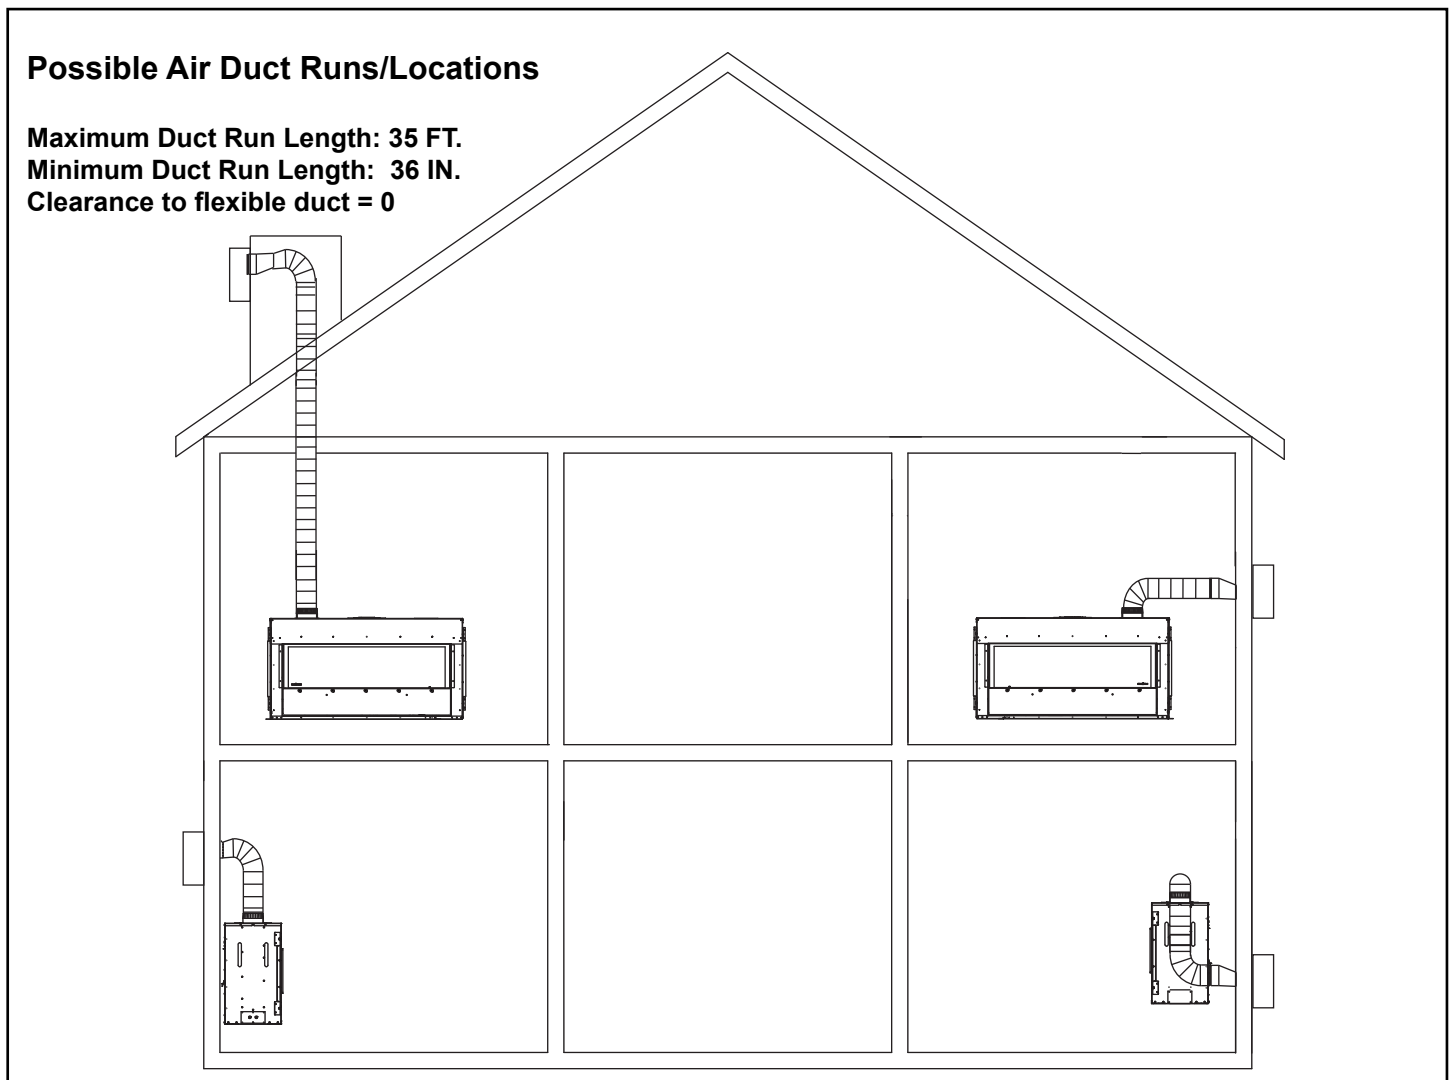 Possible Air Duct Runs/Locations
Maximum Duct Run Length: 35 FT.
Minimum Duct Run Length:  36 IN.
Clearance to flexible duct = 0